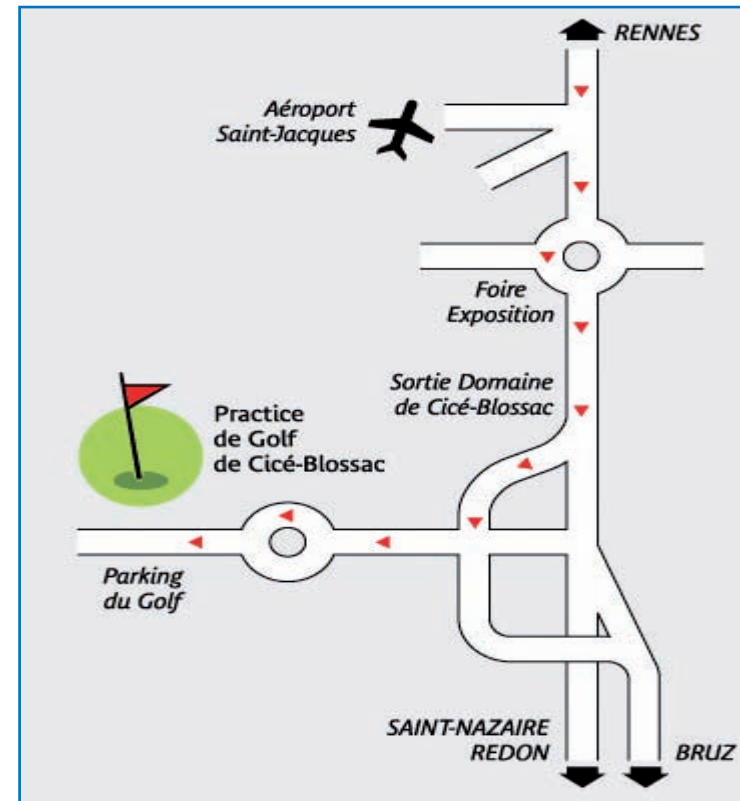 RENNES
Aéroport
Saint-Jacques
Foire
Exposition
Sortie Domaine
de Cicé-Blossac
Practice
de Golf
de Cicé-Blossac
Parking
du Golf
SAINT-NAZAIRE
REDON
BRUZ